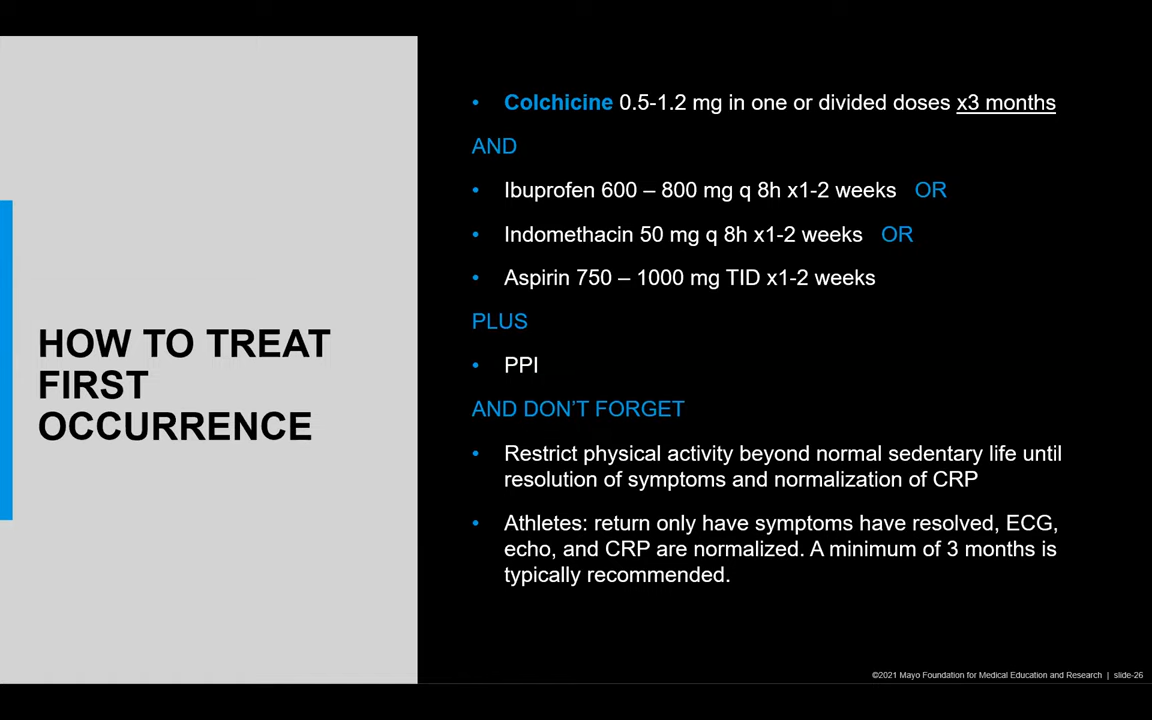 HOW TO TREAT
FIRST
OCCURRENCE
• Colchicine 0.5-1.2 mg in one or divided doses x3 months
AND
• Ibuprofen 600 – 800 mg q 8h x1-2 weeks OR
• Indomethacin 50 mg q 8h x1-2 weeks OR
• Aspirin 750 – 1000 mg TID x1-2 weeks
PLUS
• PPI
AND DON'T FORGET
• Restrict physical activity beyond normal sedentary life until
resolution of symptoms and normalization of CRP
• Athletes: return only have symptoms have resolved, ECG,
echo, and CRP are normalized. A minimum of 3 months is
typically recommended.
©2021 Mayo Foundation for Medical Education and Research | slide-26